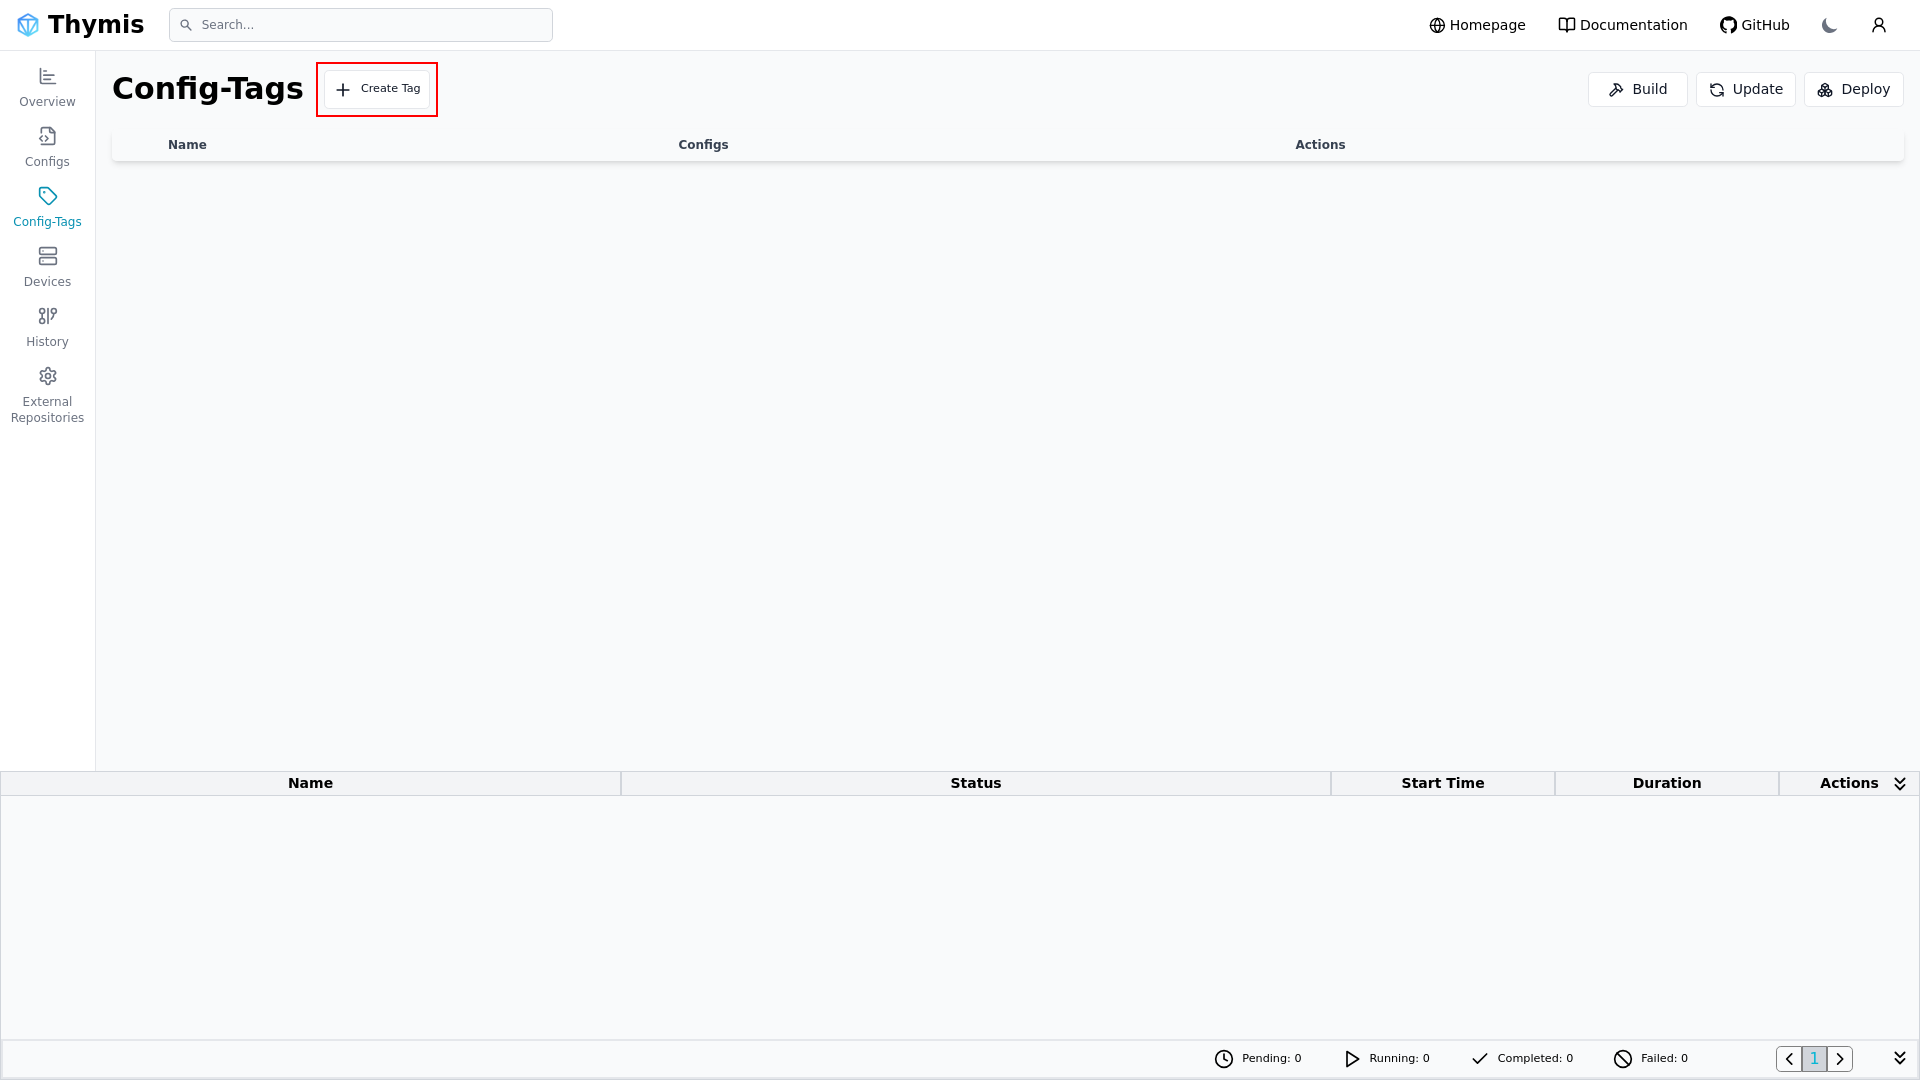 Thymis
Search...
Homepage
Documentation
GitHub
Overview
Configs
Config-Tags
Devices
History
External
Repositories
Config-Tags
Create Tag
Build
Update
Deploy
Name Configs Actions
Name Status Start Time Duration Actions
Pending: 0 Running: 0 Completed: 0 Failed: 0 1